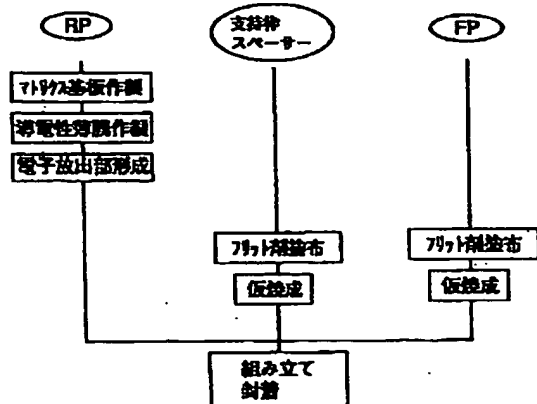 RP
支持枠
スペーサー
FP
マトリクス基板作製
導電性薄膜作製
電子放出部形成
フリット剤塗布
フリット剤塗布
仮焼成
仮焼成
組み立て
封着